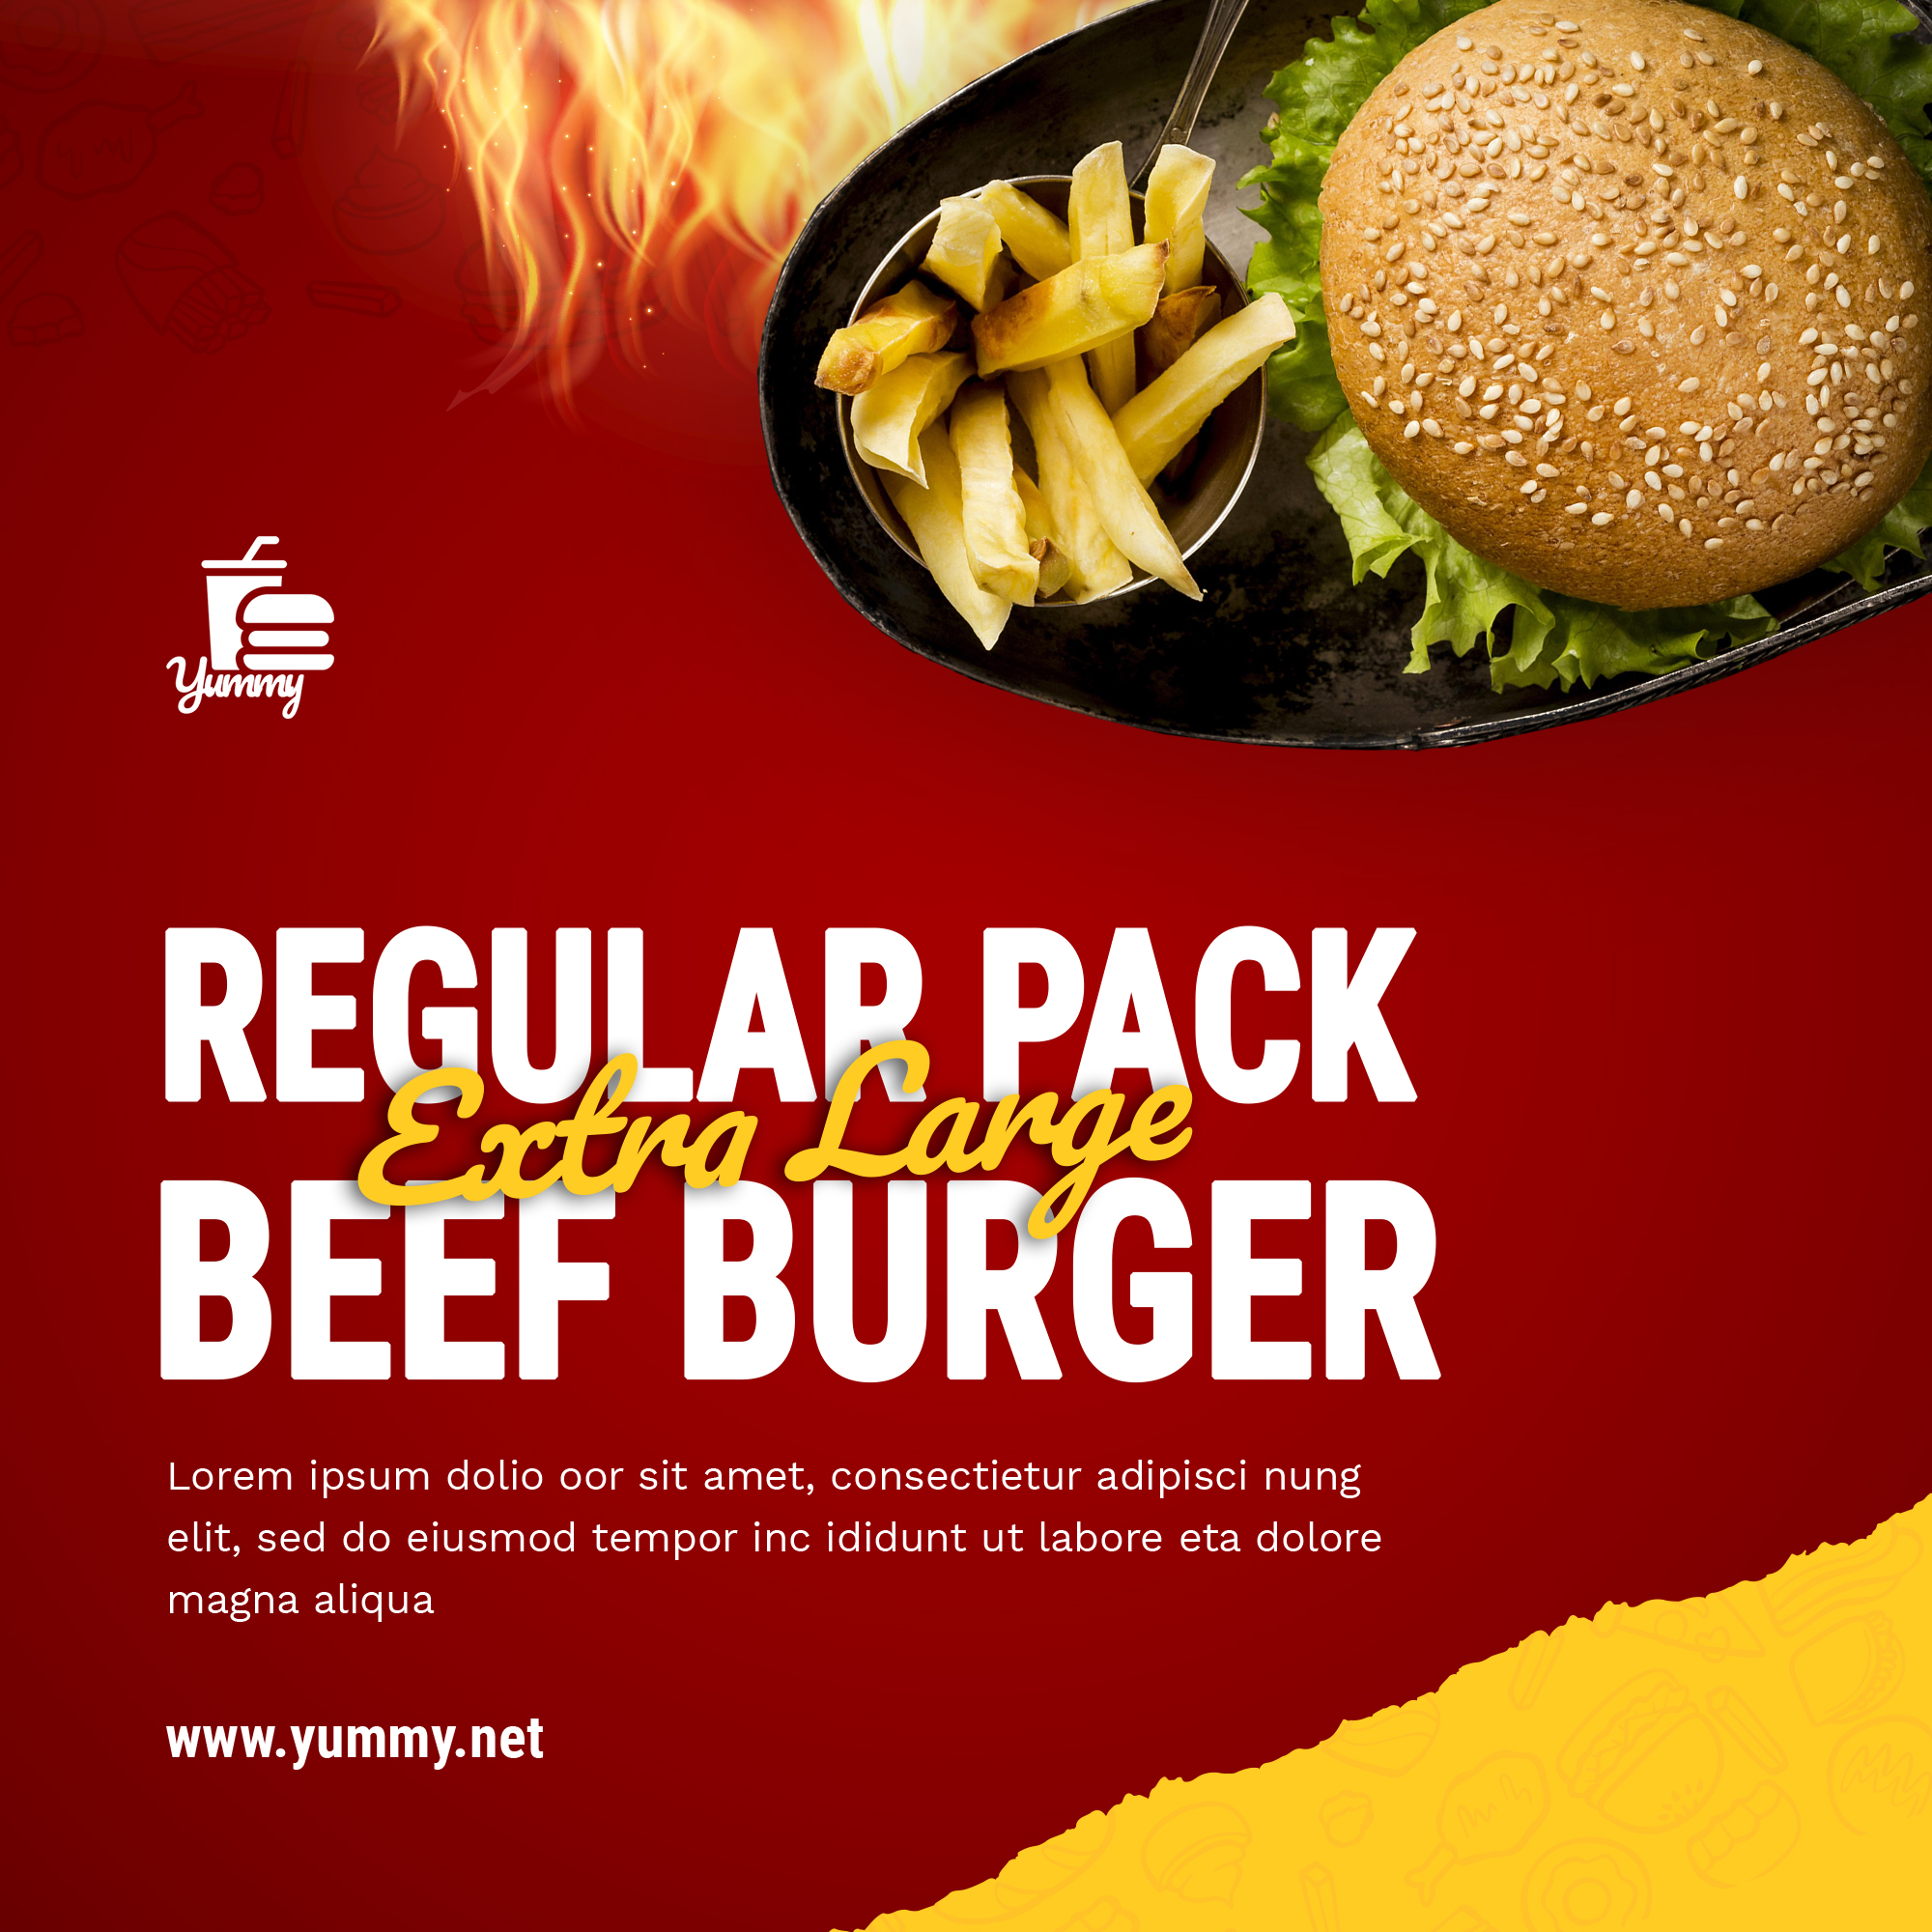 Yummy
REGULAR PACK
Extra Large
BEEF BURGER
Lorem ipsum dolio oor sit amet, consectietur adipisci nung
elit, sed do eiusmod tempor inc ididunt ut labore eta dolore
magna aliqua
www.yummy.net